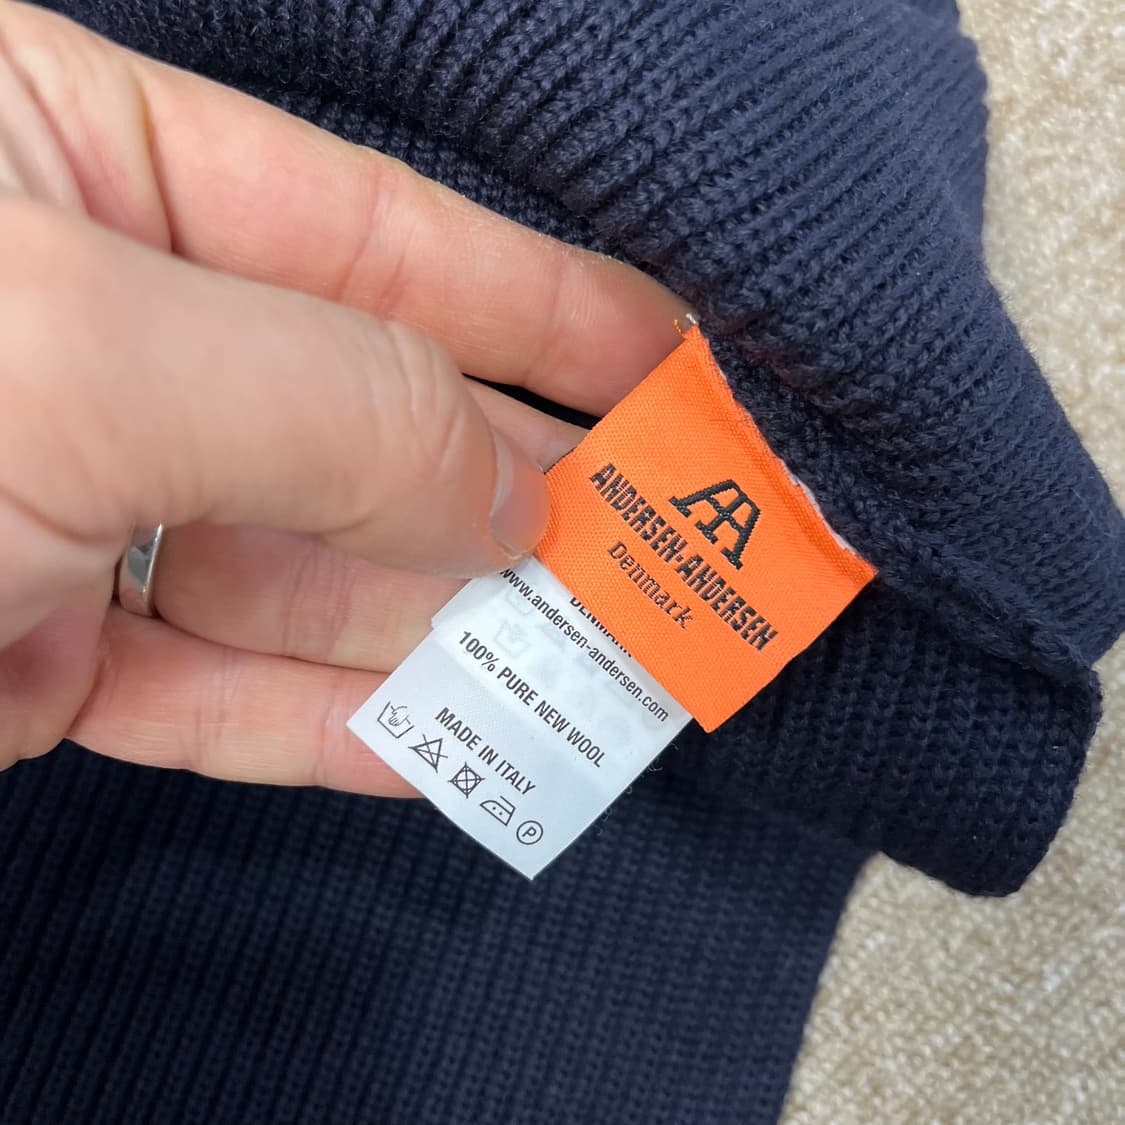 AA
ANDERSEN-ANDERSEN
Denmark
DENMARK
www.andersen-andersen.com
100% PURE NEW WOOL
MADE IN ITALY
P